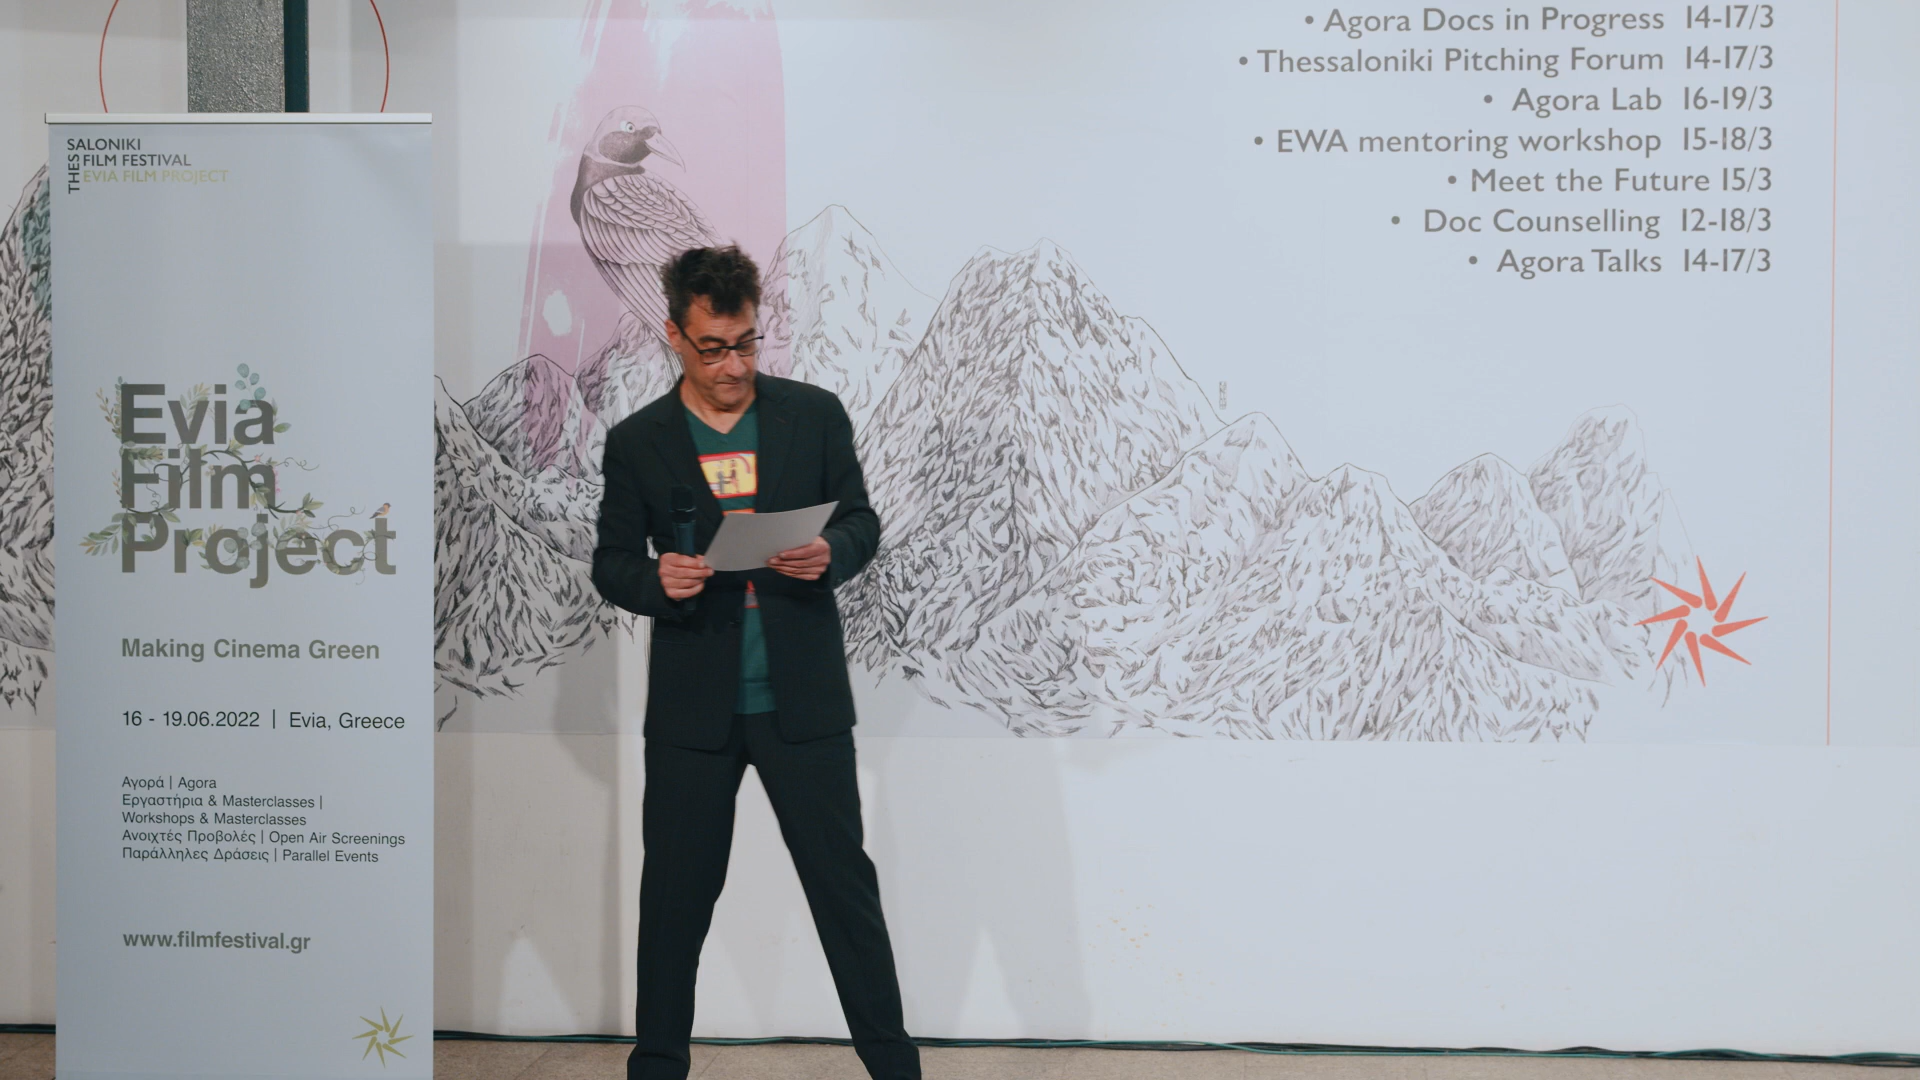 THES
SALONIKI
FILM FESTIVAL
EVIA FILM PROJECT
Evia
Film
Project
Making Cinema Green
16 - 19.06.2022 | Evia, Greece
Αγορά | Agora
Εργαστήρια & Masterclasses |
Workshops & Masterclasses
Ανοιχτές Προβολές | Open Air Screenings
Παράλληλες Δράσεις | Parallel Events
www.filmfestival.gr
• Agora Docs in Progress 14-17/3
• Thessaloniki Pitching Forum 14-17/3
• Agora Lab 16-19/3
• EWA mentoring workshop 15-18/3
• Meet the Future 15/3
• Doc Counselling 12-18/3
• Agora Talks 14-17/3